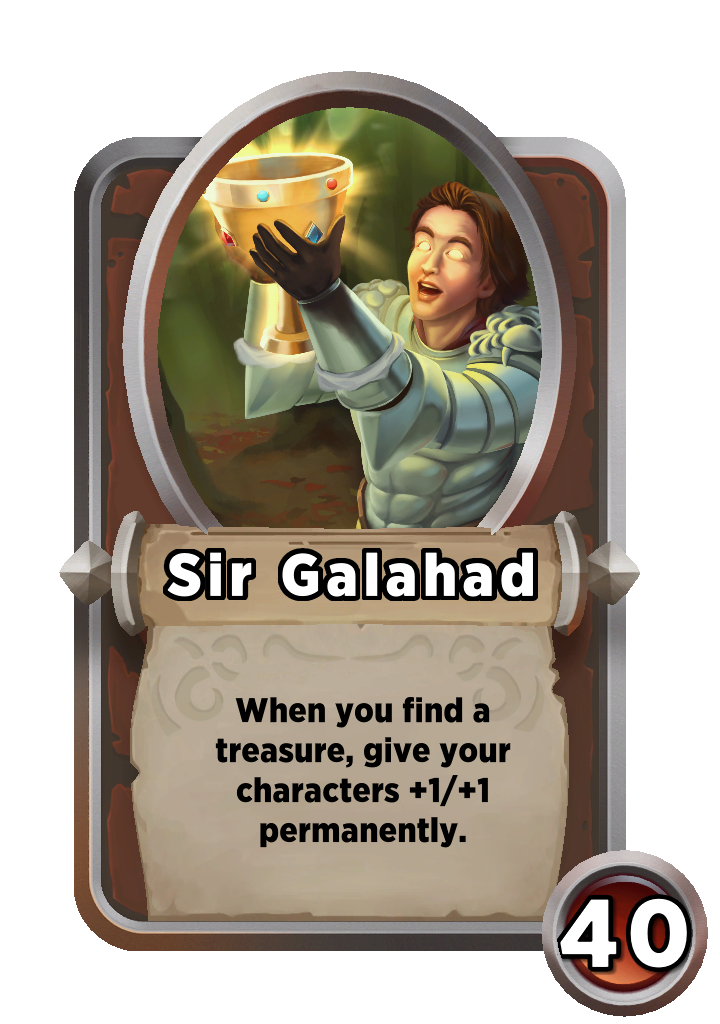 Sir Galahad
When you find a
treasure, give your
characters +1/+1
permanently.
40